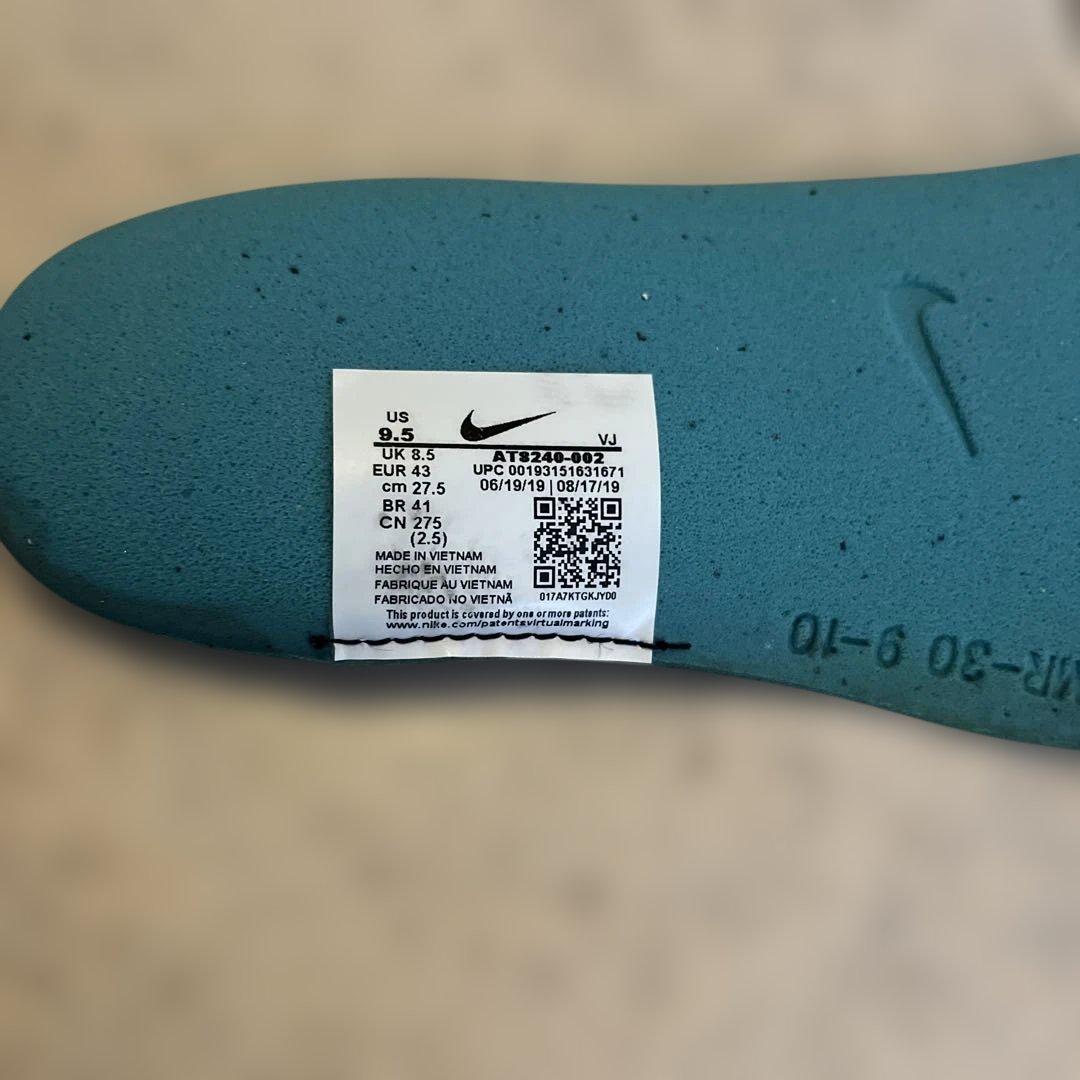 US
9.5
VJ
UK 8.5
AT8240-002
EUR 43
UPC 00193151631671
cm 27.5
06/19/19 | 08/17/19
BR 41
CN 275
(2.5)
MADE IN VIETNAM
HECHO EN VIETNAM
FABRIQUE AU VIETNAM
FABRICADO NO VIETNÃ
017A7KTGKJYD0
This product is covered by one or more patents:
www.nike.com/patentsvirtualmarking
MR-30 9-10